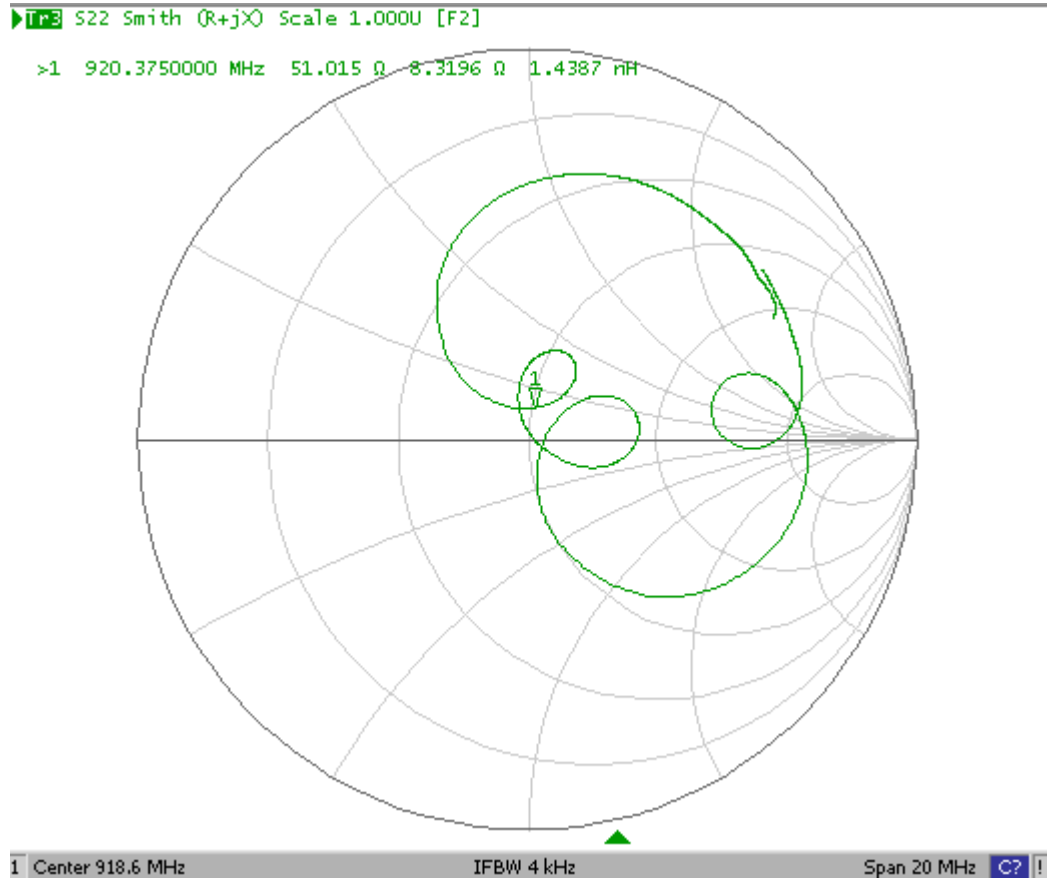 ▶Tr3 S22 Smith (R+jX) Scale 1.000U [F2]
>1 920.3750000 MHz 51.015 Ω 8.3196 Ω 1.4387 nH
1
1 Center 918.6 MHz IFBW 4 kHz Span 20 MHz C? !